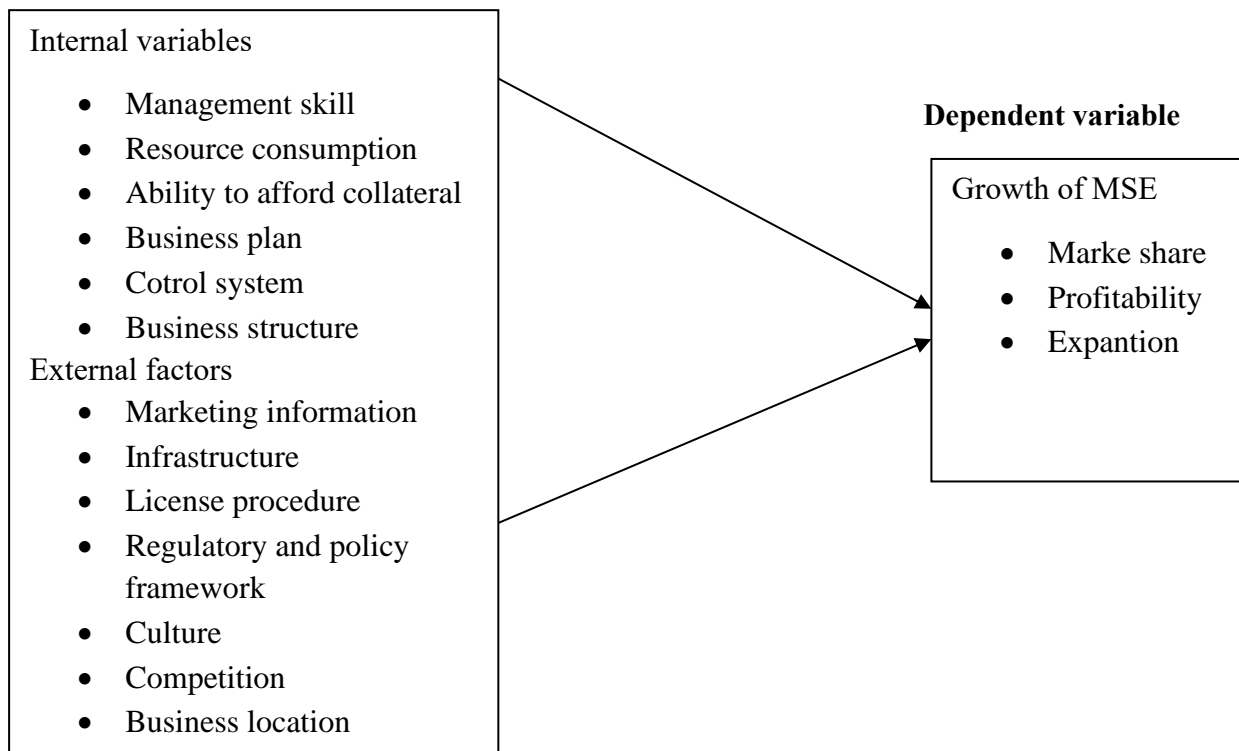 Internal variables
• Management skill
• Resource consumption
• Ability to afford collateral
• Business plan
• Cotrol system
• Business structure
External factors
• Marketing information
• Infrastructure
• License procedure
• Regulatory and policy
framework
• Culture
• Competition
• Business location
Dependent variable
Growth of MSE
• Marke share
• Profitability
• Expantion